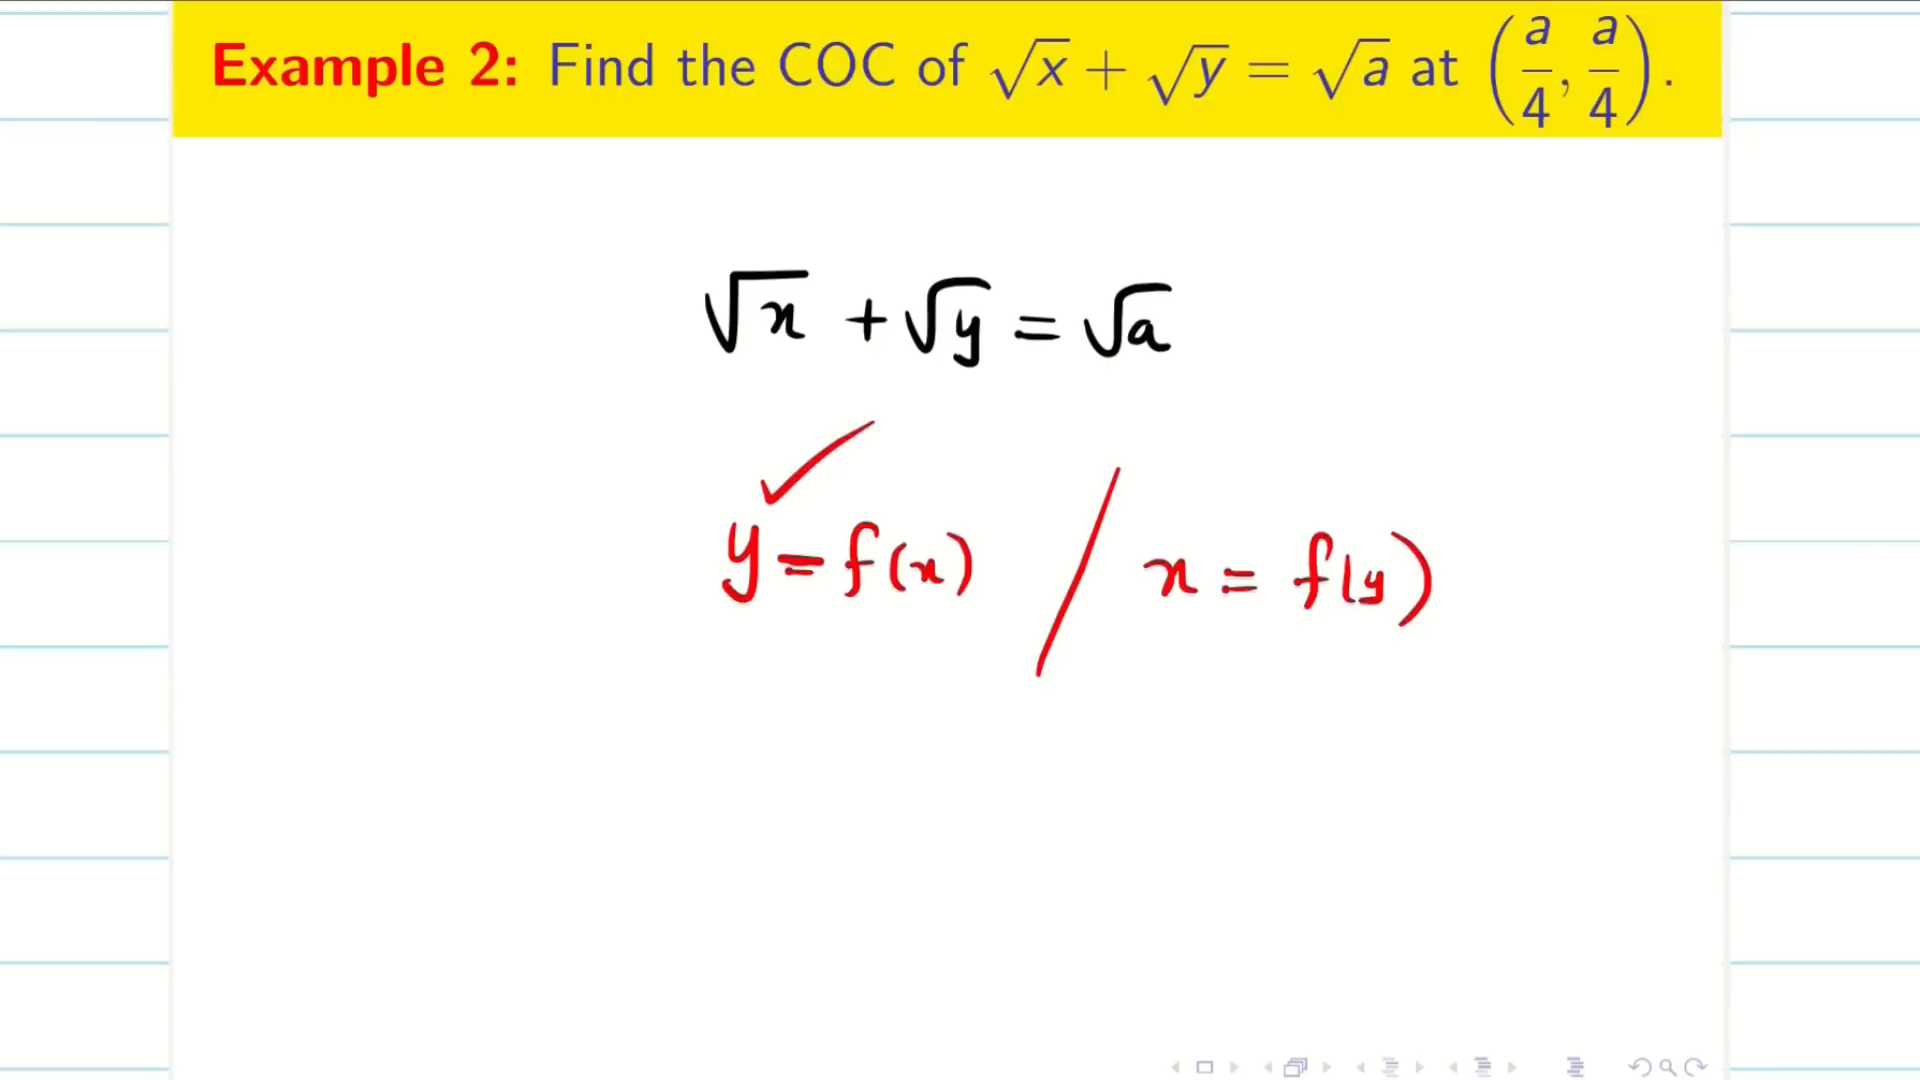 Example 2: Find the COC of √x + √y = √a at (a/4, a/4).
√x + √y = √a
y = f(x) / x = f(y)